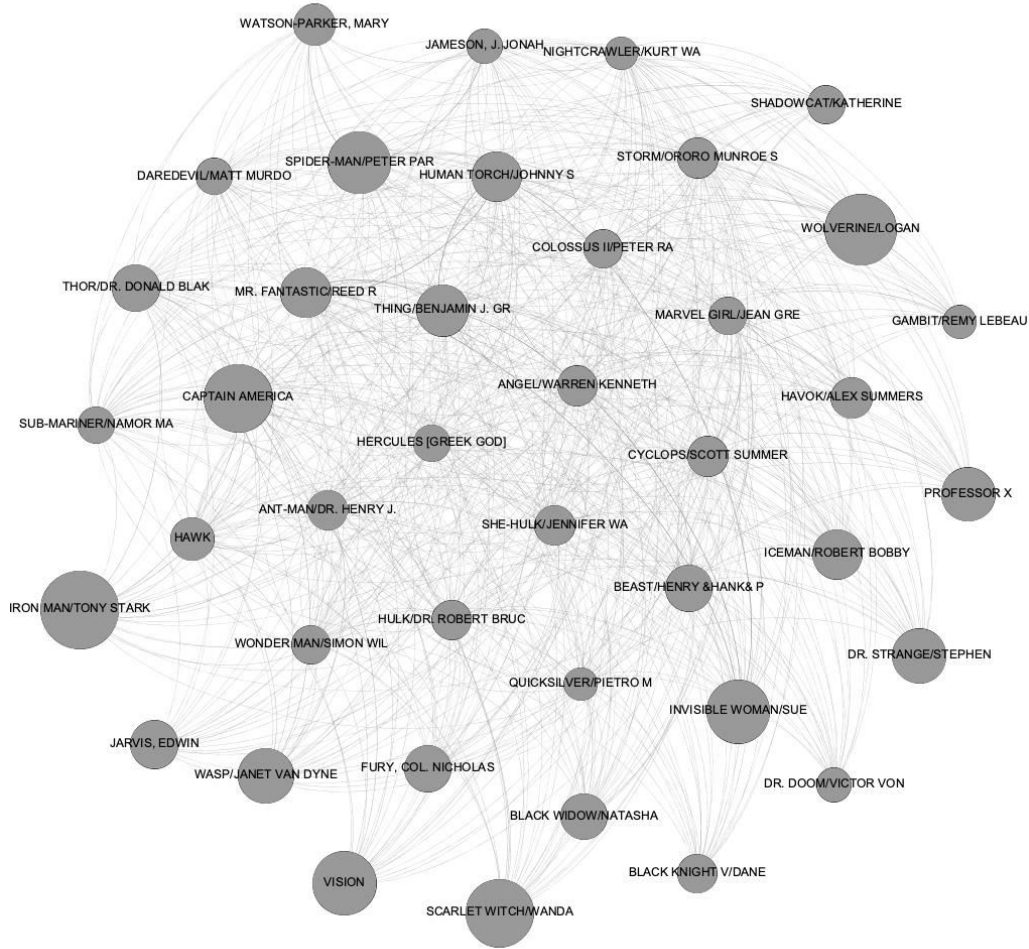 WATSON-PARKER, MARY
JAMESON, J. JONAH
NIGHTCRAWLER/KURT WA
SHADOWCAT/KATHERINE
SPIDER-MAN/PETER PAR
STORM/ORORO MUNROE S
DAREDEVIL/MATT MURDO
HUMAN TORCH/JOHNNY S
WOLVERINE/LOGAN
COLOSSUS II/PETER RA
THOR/DR. DONALD BLAK
MR. FANTASTIC/REED R
THING/BENJAMIN J. GR
MARVEL GIRL/JEAN GRE
GAMBIT/REMY LEBEAU
ANGEL/WARREN KENNETH
CAPTAIN AMERICA
HAVOK/ALEX SUMMERS
SUB-MARINER/NAMOR MA
HERCULES [GREEK GOD]
CYCLOPS/SCOTT SUMMER
PROFESSOR X
ANT-MAN/DR. HENRY J.
SHE-HULK/JENNIFER WA
HAWK
ICEMAN/ROBERT BOBBY
BEAST/HENRY &HANK& P
IRON MAN/TONY STARK
HULK/DR. ROBERT BRUC
WONDER MAN/SIMON WIL
DR. STRANGE/STEPHEN
QUICKSILVER/PIETRO M
INVISIBLE WOMAN/SUE
JARVIS, EDWIN
WASP/JANET VAN DYNE
FURY, COL. NICHOLAS
DR. DOOM/VICTOR VON
BLACK WIDOW/NATASHA
BLACK KNIGHT V/DANE
VISION
SCARLET WITCH/WANDA